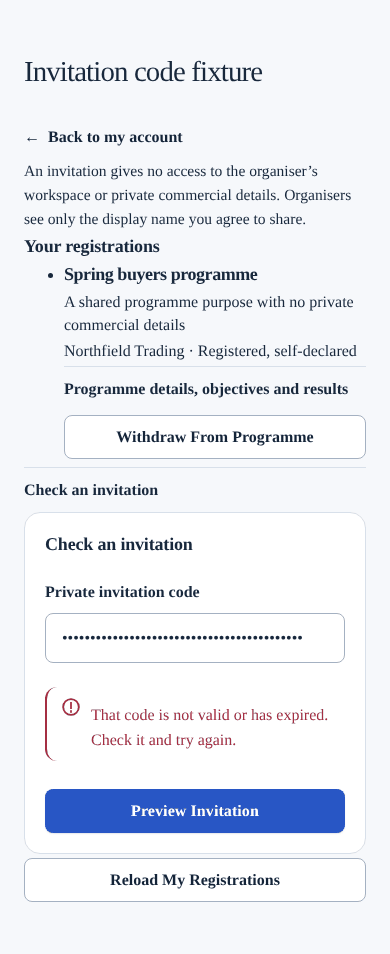 Invitation code fixture
← Back to my account
An invitation gives no access to the organiser’s
workspace or private commercial details. Organisers
see only the display name you agree to share.
Your registrations
• Spring buyers programme
A shared programme purpose with no private
commercial details
Northfield Trading · Registered, self-declared
Programme details, objectives and results
Withdraw From Programme
Check an invitation
Check an invitation
Private invitation code
•••••••••••••••••••••••••••••••••••••••••••
That code is not valid or has expired.
Check it and try again.
Preview Invitation
Reload My Registrations